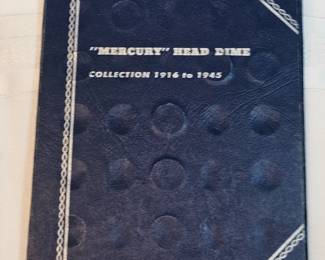 "MERCURY" HEAD DIME
COLLECTION 1916 to 1945